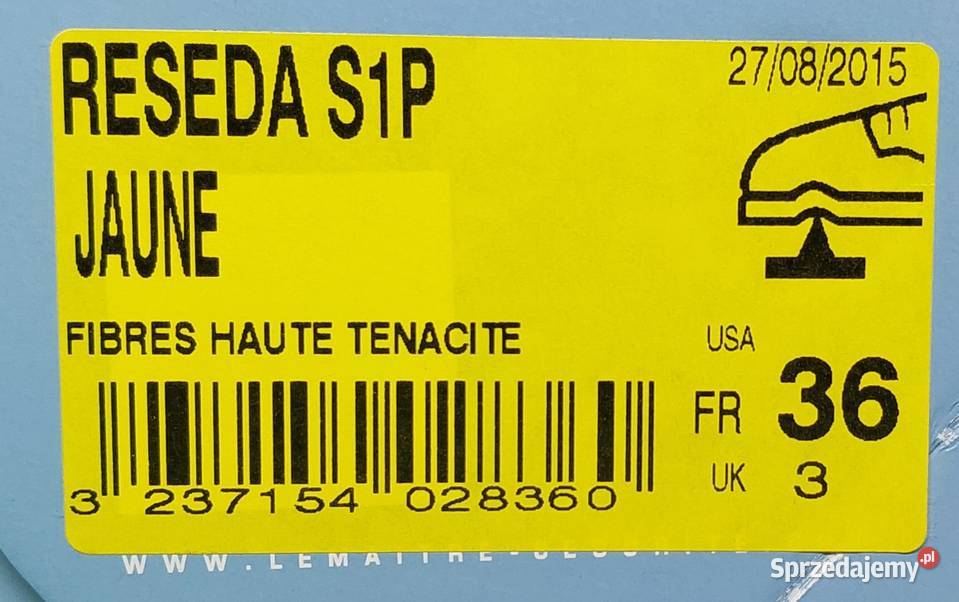 RESEDA S1P
27/08/2015
JAUNE
FIBRES HAUTE TENACITE
USA
FR 36
UK 3
3 237154 028360
Sprzedajemy.pl